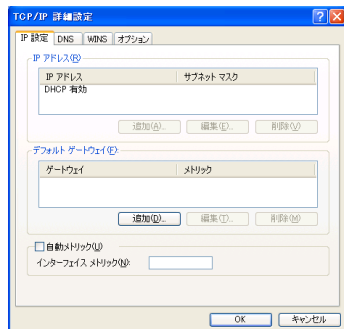 TCP/IP 詳細設定
IP 設定 DNS WINS オプション
IP アドレス(R)
IP アドレス サブネット マスク
DHCP 有効
追加(A)... 編集(E)... 削除(V)
デフォルト ゲートウェイ(F):
ゲートウェイ メトリック
追加(D)... 編集(T)... 削除(M)
自動メトリック(U)
インターフェイス メトリック(N):
OK キャンセル